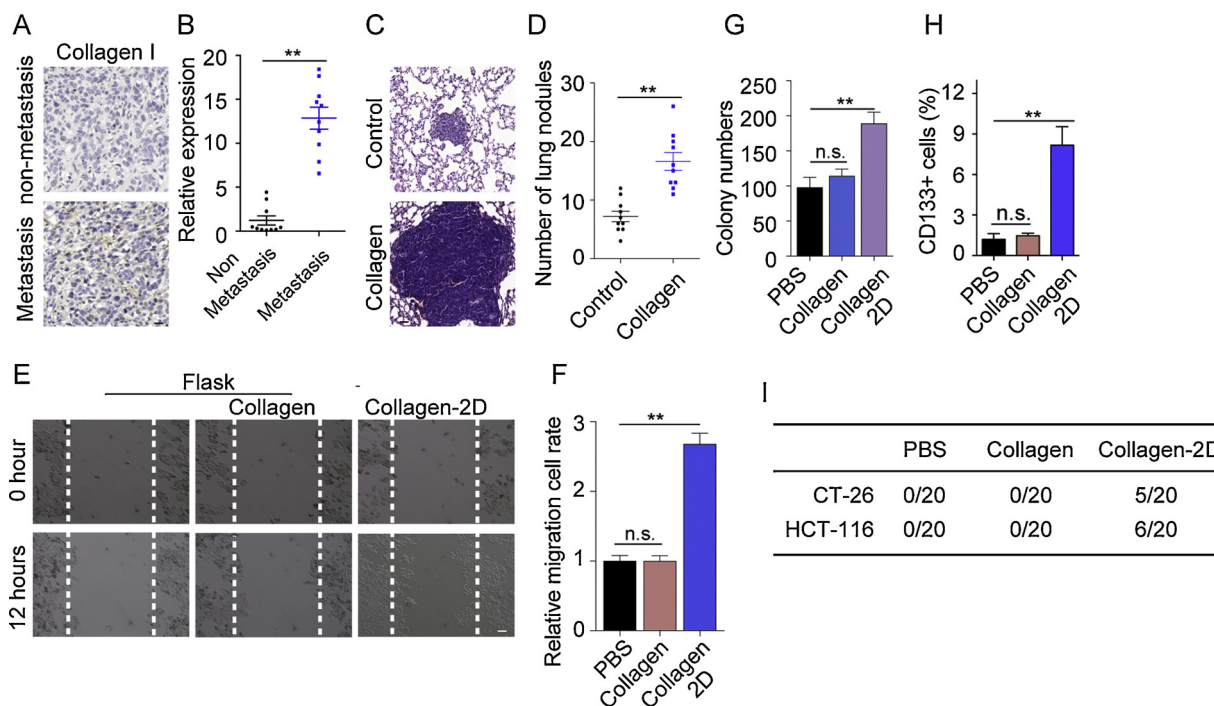 A
Collagen I
non-metastasis
Metastasis
B
Relative expression
20
15
10
5
0
**
Non
Metastasis
Metastasis
C
Control
Collagen
D
Number of lung nodules
30
20
10
0
**
Control
Collagen
G
Colony numbers
250
200
150
100
50
0
**
n.s.
PBS
Collagen
Collagen
2D
H
CD133+ cells (%)
12
9
6
3
0
**
n.s.
PBS
Collagen
Collagen
2D
E
Flask
Collagen
Collagen-2D
0 hour
12 hours
F
Relative migration cell rate
3
2
1
0
**
n.s.
PBS
Collagen
Collagen
2D
I
PBS Collagen Collagen-2D
CT-26 0/20 0/20 5/20
HCT-116 0/20 0/20 6/20